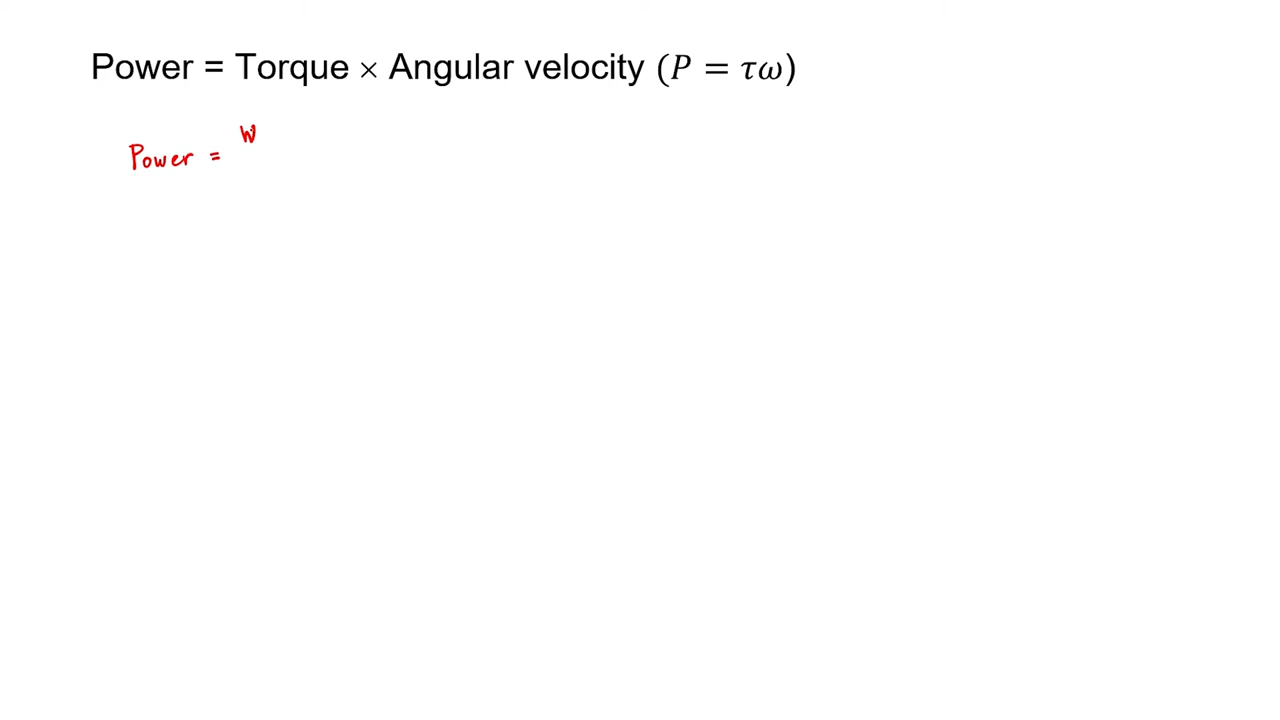 Power = Torque × Angular velocity (𝑃 = 𝜏𝜔)
Power = W